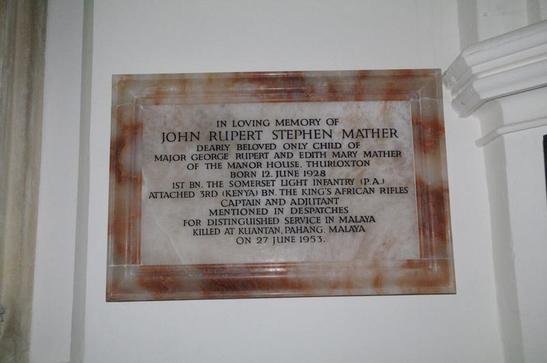 IN LOVING MEMORY OF
JOHN RUPERT STEPHEN MATHER
DEARLY BELOVED ONLY CHILD OF
MAJOR GEORGE RUPERT AND EDITH MARY MATHER
OF THE MANOR HOUSE, THURLOXTON
BORN 12. JUNE 1928
1ST BN. THE SOMERSET LIGHT INFANTRY (P.A.)
ATTACHED 3RD (KENYA) BN. THE KING'S AFRICAN RIFLES
CAPTAIN AND ADJUTANT
MENTIONED IN DESPATCHES
FOR DISTINGUISHED SERVICE IN MALAYA
KILLED AT KUANTAN, PAHANG, MALAYA
ON 27 JUNE 1953.